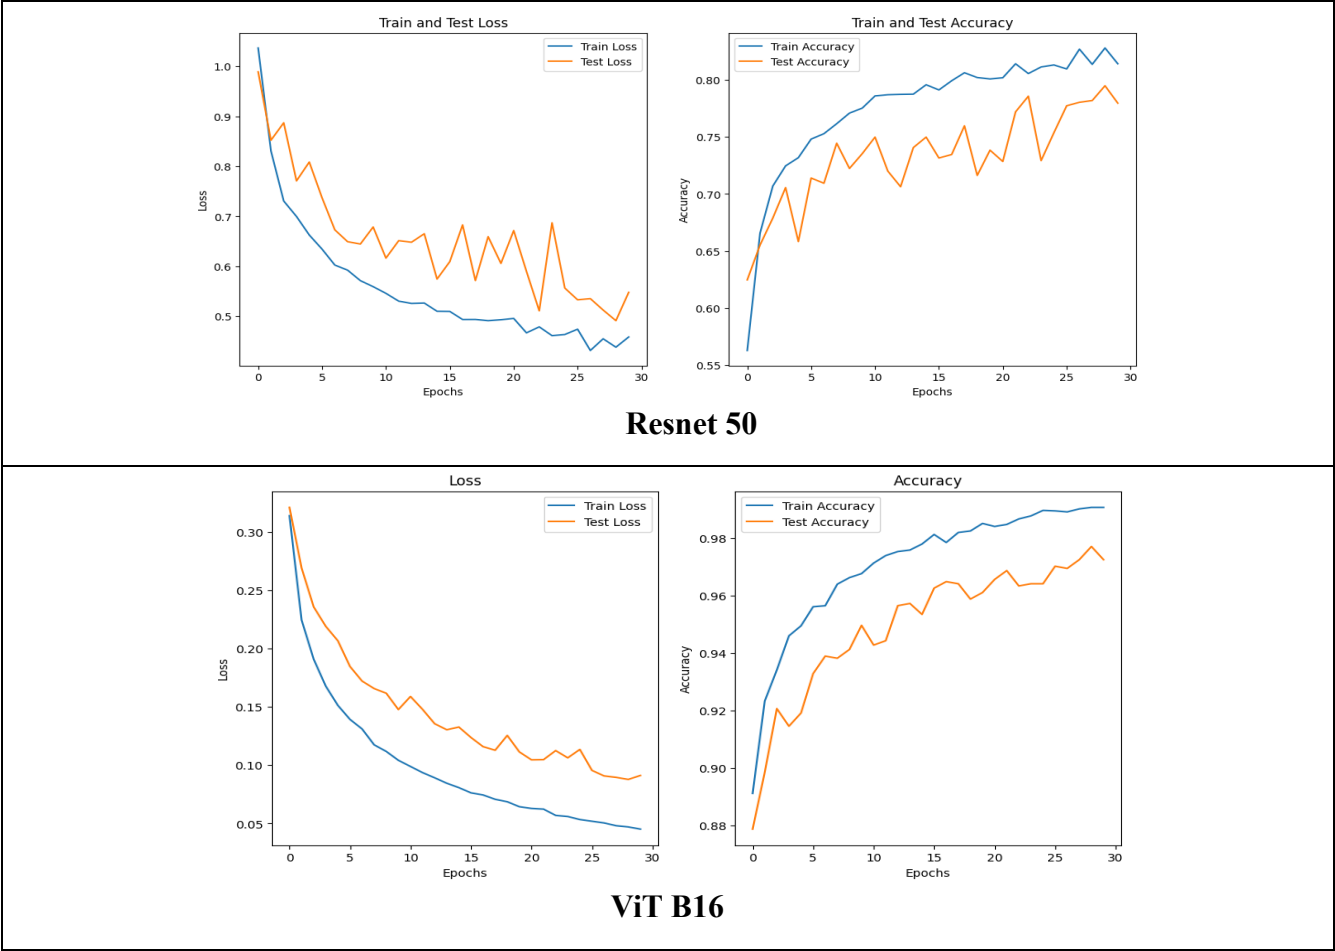 Train and Test Loss
Train Loss
Test Loss
1.0
0.9
0.8
0.7
0.6
0.5
Loss
0 5 10 15 20 25 30
Epochs
Train and Test Accuracy
Train Accuracy
Test Accuracy
0.80
0.75
0.70
0.65
0.60
0.55
Accuracy
0 5 10 15 20 25 30
Epochs
Resnet 50
Loss
Train Loss
Test Loss
0.30
0.25
0.20
0.15
0.10
0.05
Loss
0 5 10 15 20 25 30
Epochs
Accuracy
Train Accuracy
Test Accuracy
0.98
0.96
0.94
0.92
0.90
0.88
Accuracy
0 5 10 15 20 25 30
Epochs
ViT B16